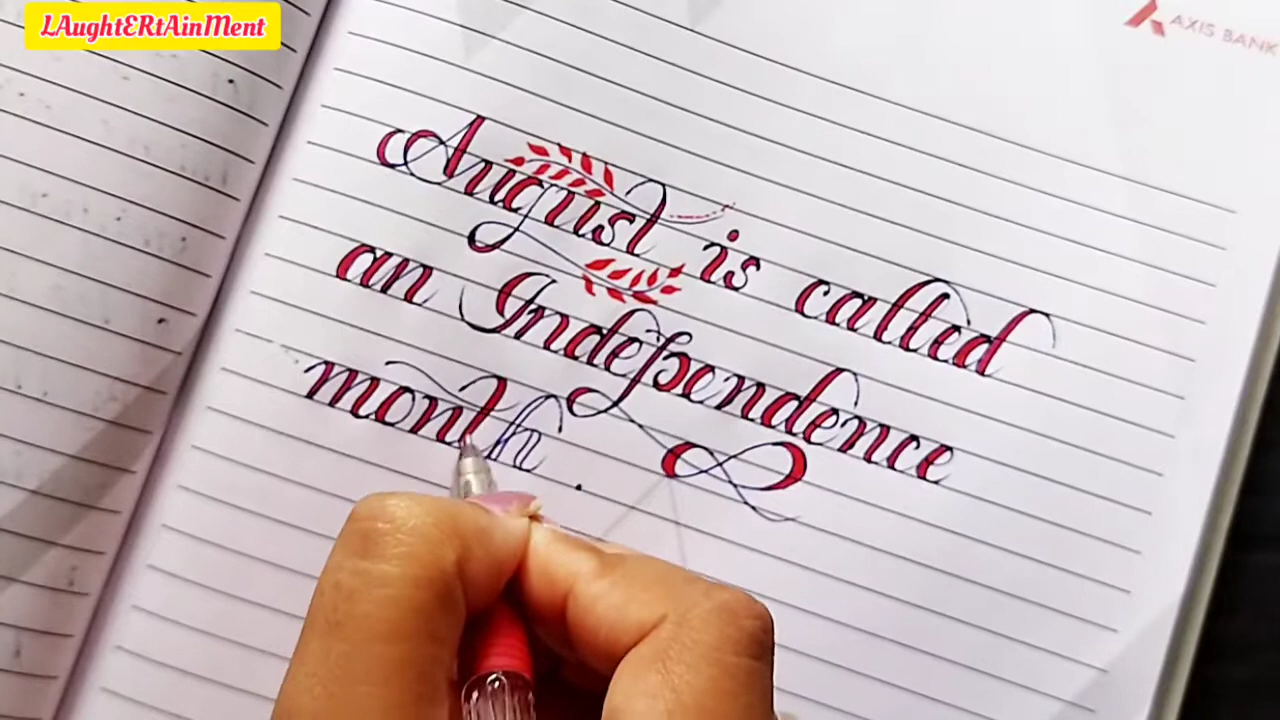 LAughtERtAinMent
AXIS BANK
August is called
an Independence
month.